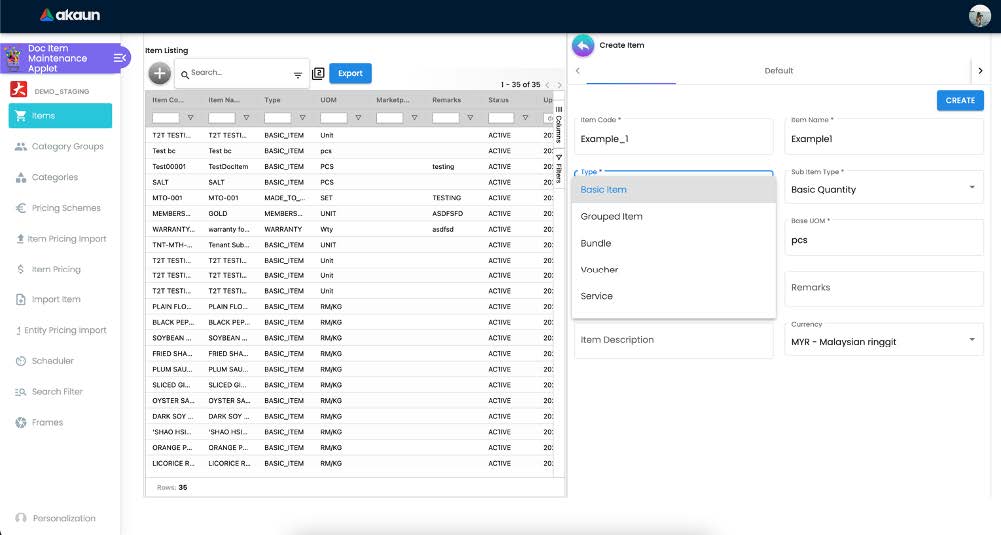 akaun
Doc Item
Maintenance
Applet
DEMO_STAGING
Items
Category Groups
Categories
Pricing Schemes
Item Pricing Import
Item Pricing
Import Item
Entity Pricing Import
Scheduler
Search Filter
Frames
Personalization
Item Listing
Search...
Export
1 - 35 of 35
Item Co... Item Na... Type UOM Marketp... Remarks Status Up
T2T TESTI... T2T TESTI... BASIC_ITEM Unit ACTIVE 20
Test bc Test bc BASIC_ITEM pcs ACTIVE 20
Test00001 TestDocItem BASIC_ITEM PCS testing ACTIVE 20
SALT SALT BASIC_ITEM PCS ACTIVE 20
MTO-001 MTO-001 MADE_TO_... SET TESTING ACTIVE 20
MEMBERS... GOLD MEMBERS... UNIT ASDFSFD ACTIVE 20
WARRANTY... warranty fo... WARRANTY Wty asdfsd ACTIVE 20
TNT-MTH-... Tenant Sub... BASIC_ITEM UNIT ACTIVE 20
T2T TESTI... T2T TESTI... BASIC_ITEM Unit ACTIVE 20
T2T TESTI... T2T TESTI... BASIC_ITEM Unit ACTIVE 20
T2T TESTI... T2T TESTI... BASIC_ITEM Unit ACTIVE 20
PLAIN FLO... PLAIN FLO... BASIC_ITEM RM/KG ACTIVE 20
BLACK PEP... BLACK PEP... BASIC_ITEM RM/KG ACTIVE 20
SOYBEAN ... SOYBEAN ... BASIC_ITEM RM/KG ACTIVE 20
FRIED SHA... FRIED SHA... BASIC_ITEM RM/KG ACTIVE 20
PLUM SAU... PLUM SAU... BASIC_ITEM RM/KG ACTIVE 20
SLICED GI... SLICED GI... BASIC_ITEM RM/KG ACTIVE 20
OYSTER SA... OYSTER SA... BASIC_ITEM RM/KG ACTIVE 20
DARK SOY ... DARK SOY ... BASIC_ITEM RM/KG ACTIVE 20
'SHAO HSI... 'SHAO HSI... BASIC_ITEM RM/KG ACTIVE 20
ORANGE P... ORANGE P... BASIC_ITEM RM/KG ACTIVE 20
LICORICE R... LICORICE R... BASIC_ITEM RM/KG ACTIVE 20
Rows: 35
Columns
Filters
Create Item
Default
CREATE
Item Code *
Example_1
Item Name *
Example1
Type *
Basic Item
Grouped Item
Bundle
Voucher
Service
Sub Item Type *
Basic Quantity
Base UOM *
pcs
Remarks
Item Description
Currency
MYR - Malaysian ringgit